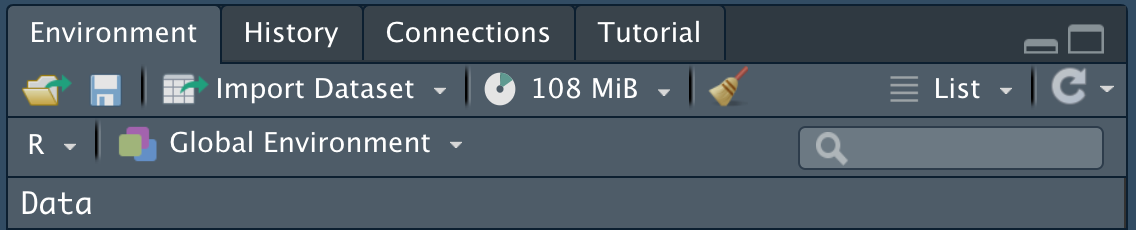 Environment History Connections Tutorial
Import Dataset 108 MiB List
R Global Environment
Data